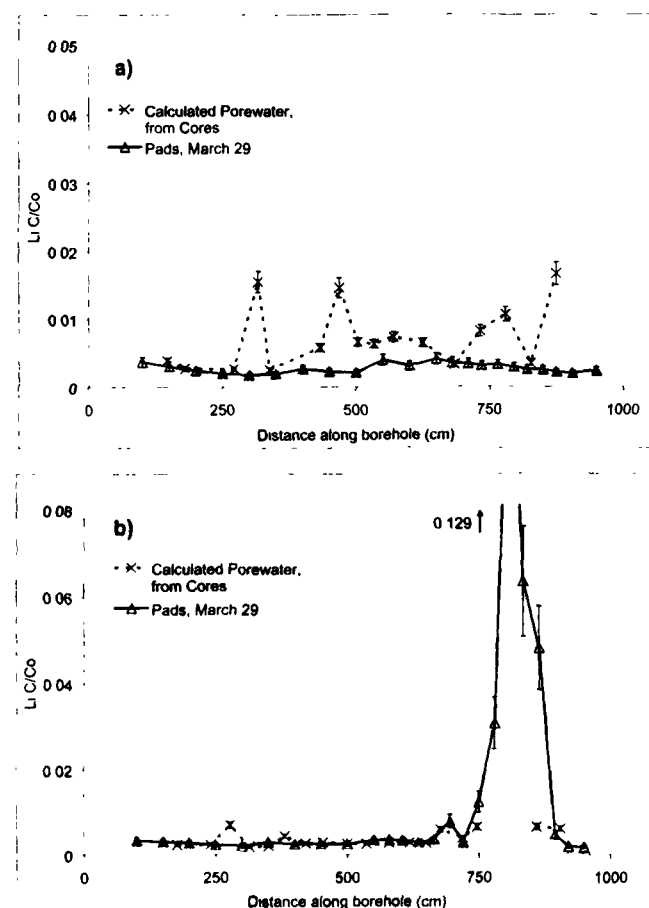 0 05
a)
0 04
Calculated Porewater,
from Cores
Pads, March 29
0 03
Li C/Co
0 02
0 01
0
0 250 500 750 1000
Distance along borehole (cm)
0 08
b)
0 129
Calculated Porewater,
from Cores
0 06
Pads, March 29
Li C/Co
0 04
0 02
0
0 250 500 750 1000
Distance along borehole (cm)